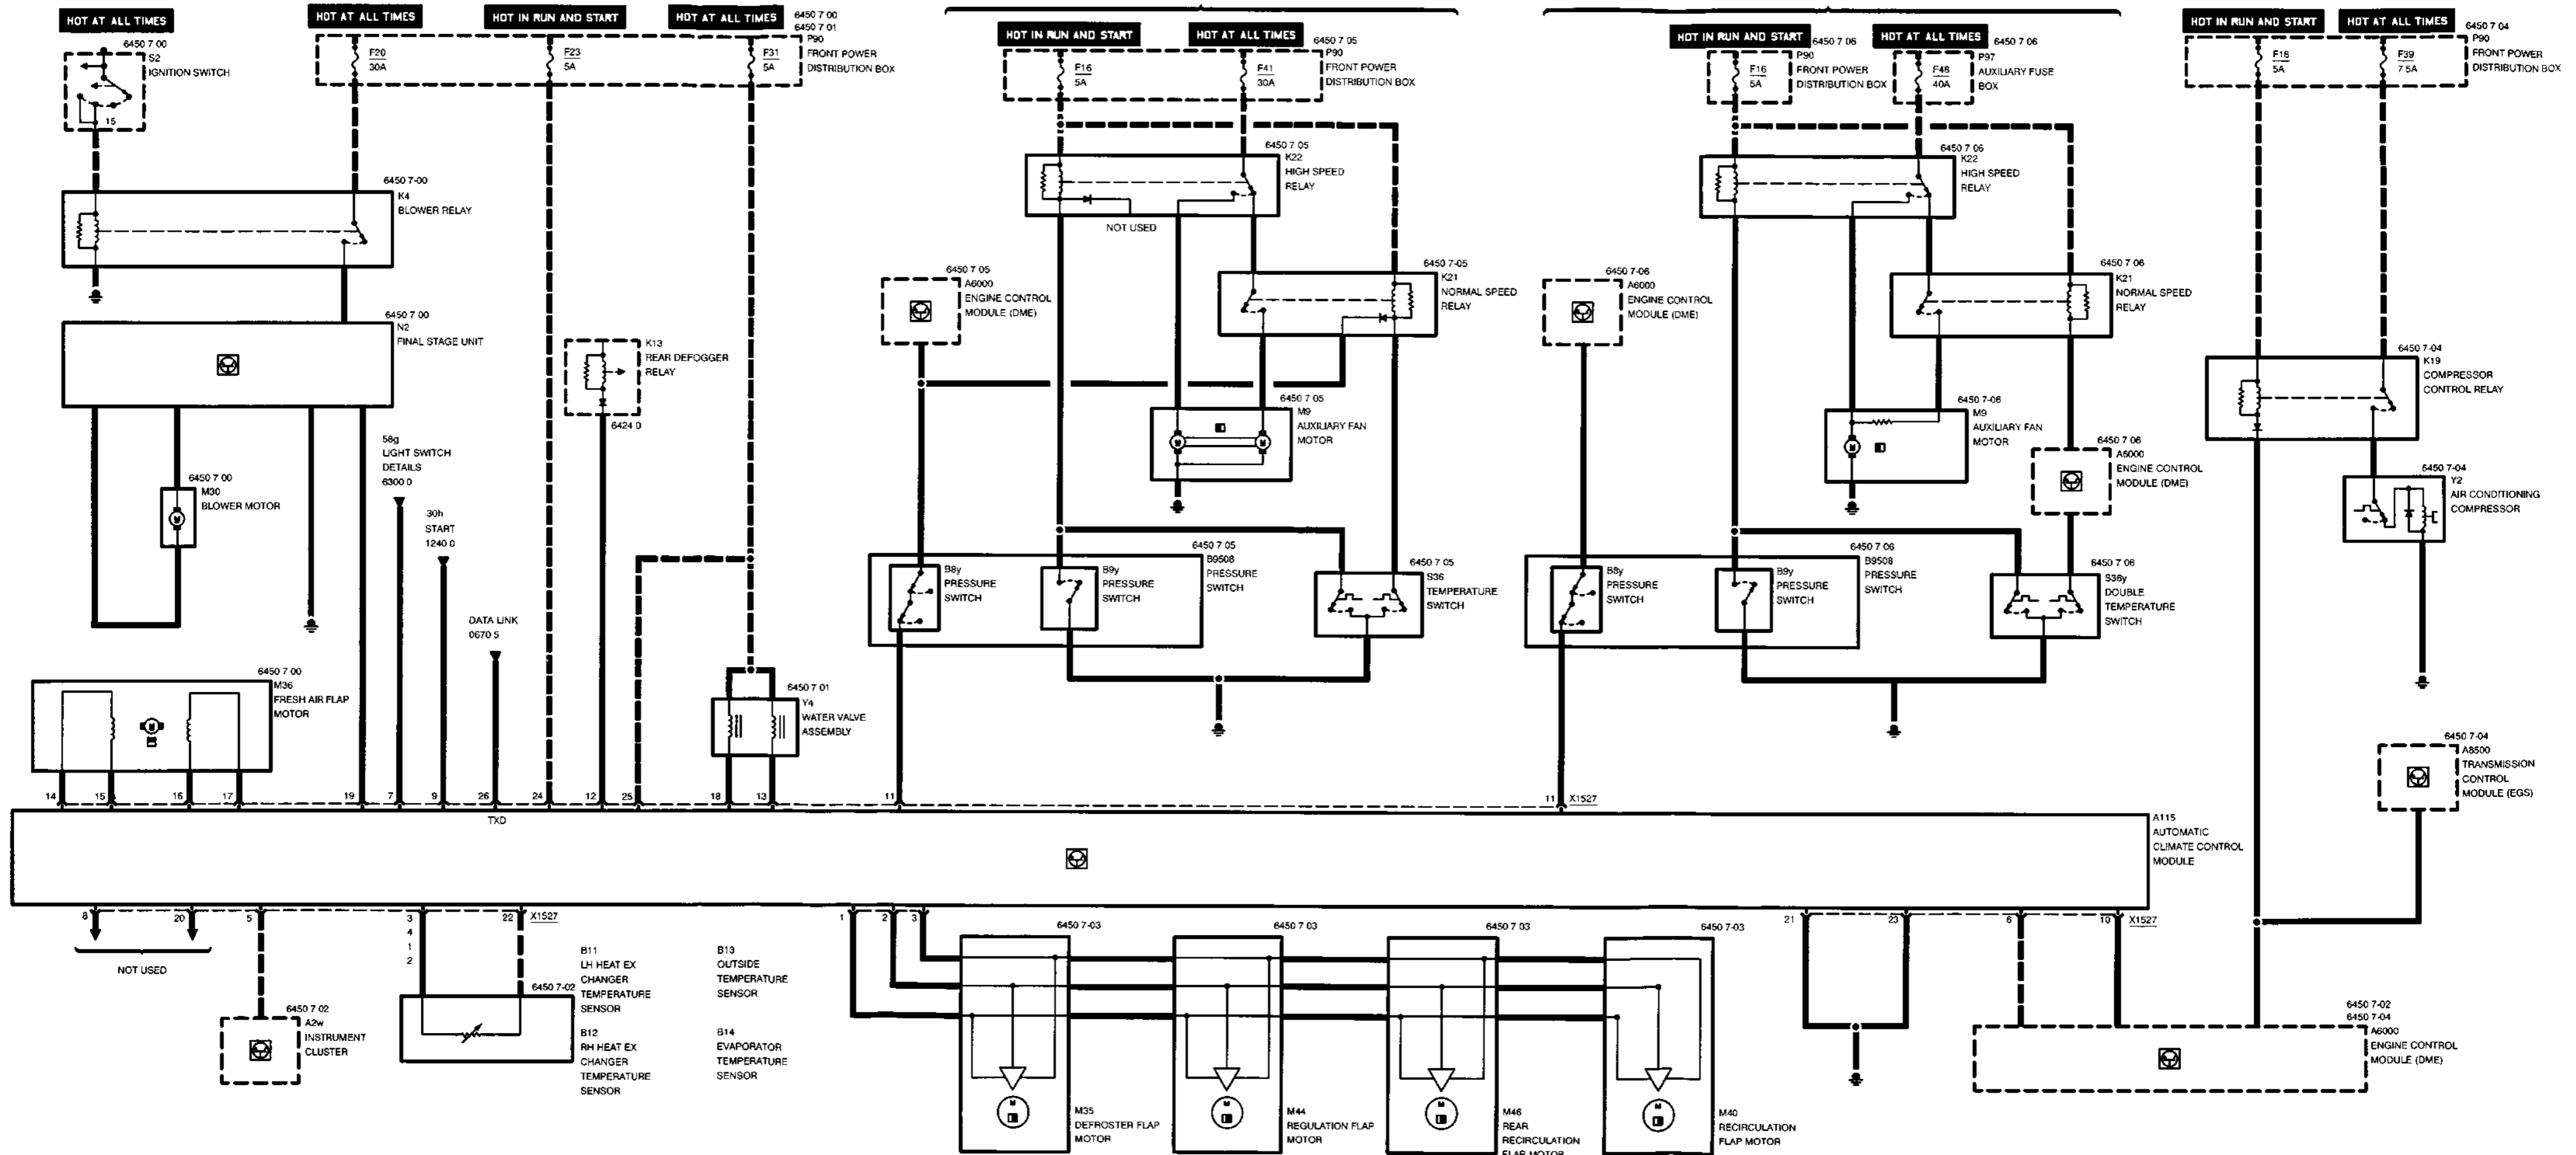 HOT AT ALL TIMES
6450 7 00
S2
IGNITION SWITCH
15
HOT AT ALL TIMES
HOT IN RUN AND START
HOT AT ALL TIMES
6450 7 00
6450 7 01
P90
FRONT POWER
DISTRIBUTION BOX
F20
30A
F23
5A
F31
5A
6450 7-00
K4
BLOWER RELAY
6450 7 00
N2
FINAL STAGE UNIT
6450 7 00
M30
BLOWER MOTOR
58g
LIGHT SWITCH
DETAILS
6300 0
30h
START
1240 0
DATA LINK
0670 5
K13
REAR DEFOGGER
RELAY
6424 0
6450 7 00
M36
FRESH AIR FLAP
MOTOR
6450 7 01
Y4
WATER VALVE
ASSEMBLY
HOT IN RUN AND START
HOT AT ALL TIMES
6450 7 05
P90
FRONT POWER
DISTRIBUTION BOX
F16
5A
F41
30A
6450 7 05
K22
HIGH SPEED
RELAY
NOT USED
6450 7 05
A6000
ENGINE CONTROL
MODULE (DME)
6450 7-05
K21
NORMAL SPEED
RELAY
6450 7 05
M9
AUXILIARY FAN
MOTOR
6450 7 05
B9508
PRESSURE
SWITCH
B8y
PRESSURE
SWITCH
B9y
PRESSURE
SWITCH
6450 7 05
S36
TEMPERATURE
SWITCH
HOT IN RUN AND START
HOT AT ALL TIMES
6450 7 06
P90
FRONT POWER
DISTRIBUTION BOX
6450 7 06
P97
AUXILIARY FUSE
BOX
F16
5A
F48
40A
6450 7 06
K22
HIGH SPEED
RELAY
6450 7-06
A6000
ENGINE CONTROL
MODULE (DME)
6450 7 06
K21
NORMAL SPEED
RELAY
6450 7-06
M9
AUXILIARY FAN
MOTOR
6450 7 06
A6000
ENGINE CONTROL
MODULE (DME)
6450 7 06
B9508
PRESSURE
SWITCH
B8y
PRESSURE
SWITCH
B9y
PRESSURE
SWITCH
6450 7 06
S36y
DOUBLE
TEMPERATURE
SWITCH
HOT IN RUN AND START
HOT AT ALL TIMES
6450 7 04
P90
FRONT POWER
DISTRIBUTION BOX
F16
5A
F39
7 5A
6450 7-04
K19
COMPRESSOR
CONTROL RELAY
6450 7-04
Y2
AIR CONDITIONING
COMPRESSOR
6450 7-04
A8500
TRANSMISSION
CONTROL
MODULE (EGS)
14 15 16 17 19 7 9 26 24 12 25 18 13 11 11 X1527
TXD
A115
AUTOMATIC
CLIMATE CONTROL
MODULE
8 20 5 3 22 X1527 1 2 3 21 23 6 10 X1527
4
1
2
NOT USED
6450 7 02
A2w
INSTRUMENT
CLUSTER
6450 7-02
B11
LH HEAT EX
CHANGER
TEMPERATURE
SENSOR
B12
RH HEAT EX
CHANGER
TEMPERATURE
SENSOR
B13
OUTSIDE
TEMPERATURE
SENSOR
B14
EVAPORATOR
TEMPERATURE
SENSOR
6450 7-03
M35
DEFROSTER FLAP
MOTOR
6450 7 03
M44
REGULATION FLAP
MOTOR
6450 7 03
M46
REAR
RECIRCULATION
FLAP MOTOR
6450 7-03
M40
RECIRCULATION
FLAP MOTOR
6450 7-02
6450 7-04
A6000
ENGINE CONTROL
MODULE (DME)